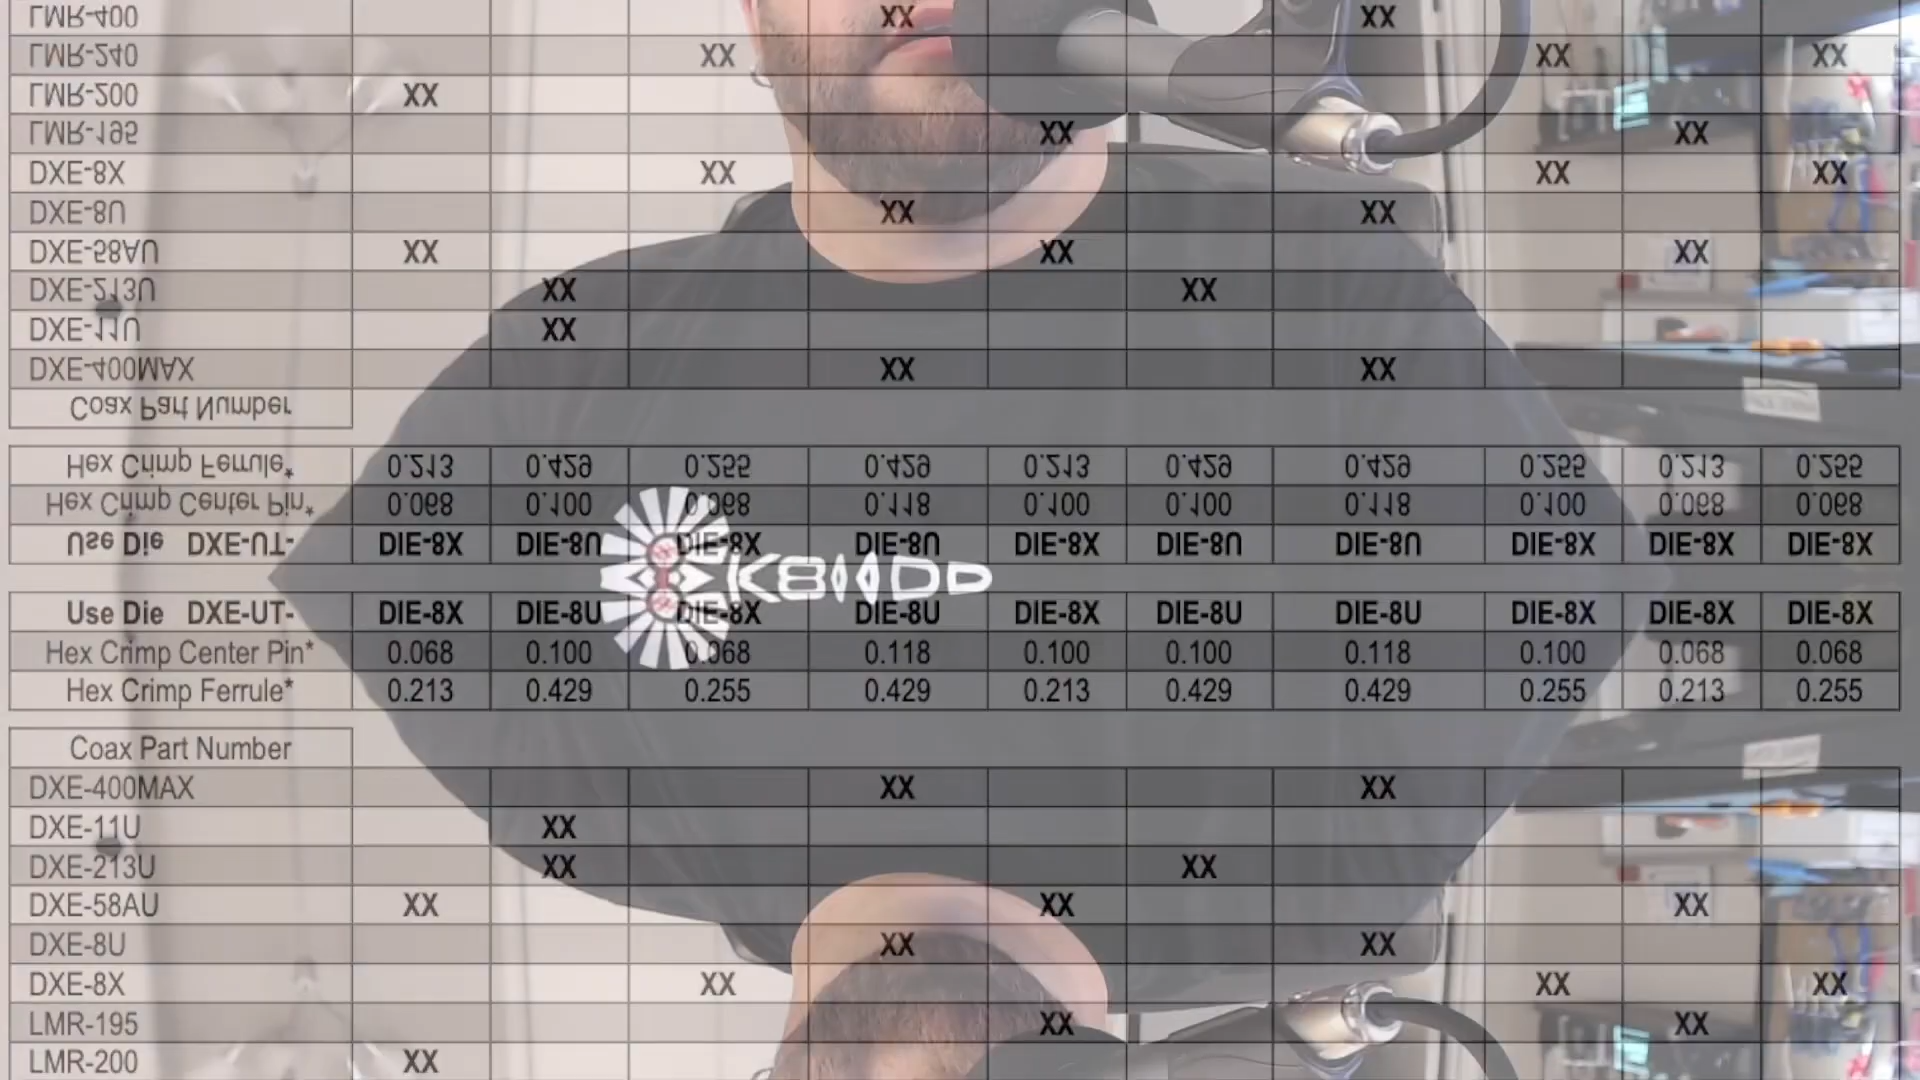 LMR-400 XX XX
LMR-240 XX XX XX
LMR-200 XX
LMR-195 XX XX
DXE-8X XX XX XX
DXE-8U XX XX
DXE-58AU XX XX XX
DXE-213U XX XX
DXE-11U XX
DXE-400MAX XX XX
Coax Part Number
Hex Crimp Ferrule* 0.213 0.429 0.255 0.429 0.213 0.429 0.429 0.255 0.213 0.255
Hex Crimp Center Pin* 0.068 0.100 0.068 0.118 0.100 0.100 0.118 0.100 0.068 0.068
Use Die DXE-UT- DIE-8X DIE-8U DIE-8X DIE-8U DIE-8X DIE-8U DIE-8U DIE-8X DIE-8X DIE-8X
Use Die DXE-UT- DIE-8X DIE-8U DIE-8X DIE-8U DIE-8X DIE-8U DIE-8U DIE-8X DIE-8X DIE-8X
Hex Crimp Center Pin* 0.068 0.100 0.068 0.118 0.100 0.100 0.118 0.100 0.068 0.068
Hex Crimp Ferrule* 0.213 0.429 0.255 0.429 0.213 0.429 0.429 0.255 0.213 0.255
Coax Part Number
DXE-400MAX XX XX
DXE-11U XX
DXE-213U XX XX
DXE-58AU XX XX XX
DXE-8U XX XX
DXE-8X XX XX XX
LMR-195 XX XX
LMR-200 XX